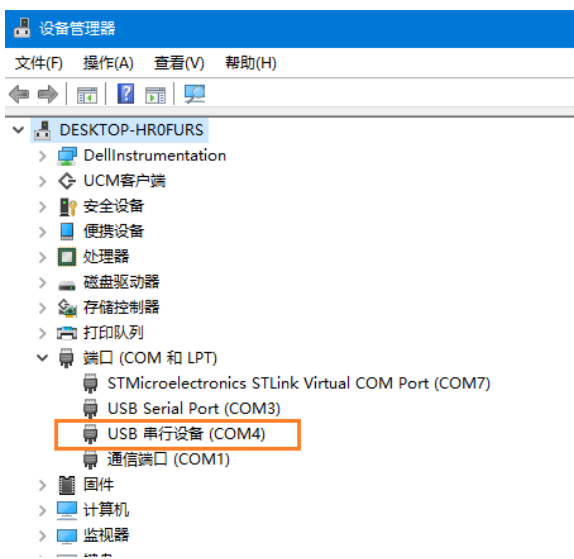 设备管理器
文件(F) 操作(A) 查看(V) 帮助(H)
DESKTOP-HR0FURS
DellInstrumentation
UCM客户端
安全设备
便携设备
处理器
磁盘驱动器
存储控制器
打印队列
端口 (COM 和 LPT)
STMicroelectronics STLink Virtual COM Port (COM7)
USB Serial Port (COM3)
USB 串行设备 (COM4)
通信端口 (COM1)
固件
计算机
监视器